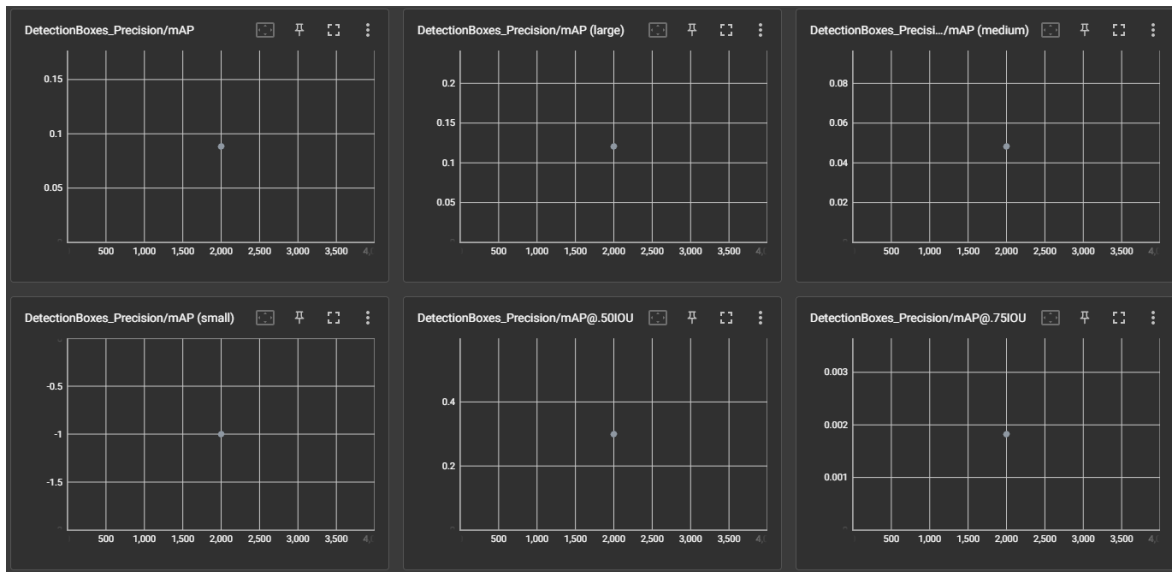 DetectionBoxes_Precision/mAP
0.15
0.1
0.05
500 1,000 1,500 2,000 2,500 3,000 3,500
DetectionBoxes_Precision/mAP (large)
0.2
0.15
0.1
0.05
500 1,000 1,500 2,000 2,500 3,000 3,500
DetectionBoxes_Precisi.../mAP (medium)
0.08
0.06
0.04
0.02
500 1,000 1,500 2,000 2,500 3,000 3,500
DetectionBoxes_Precision/mAP (small)
-0.5
-1
-1.5
500 1,000 1,500 2,000 2,500 3,000 3,500
DetectionBoxes_Precision/mAP@.50IOU
0.4
0.2
500 1,000 1,500 2,000 2,500 3,000 3,500
DetectionBoxes_Precision/mAP@.75IOU
0.003
0.002
0.001
500 1,000 1,500 2,000 2,500 3,000 3,500